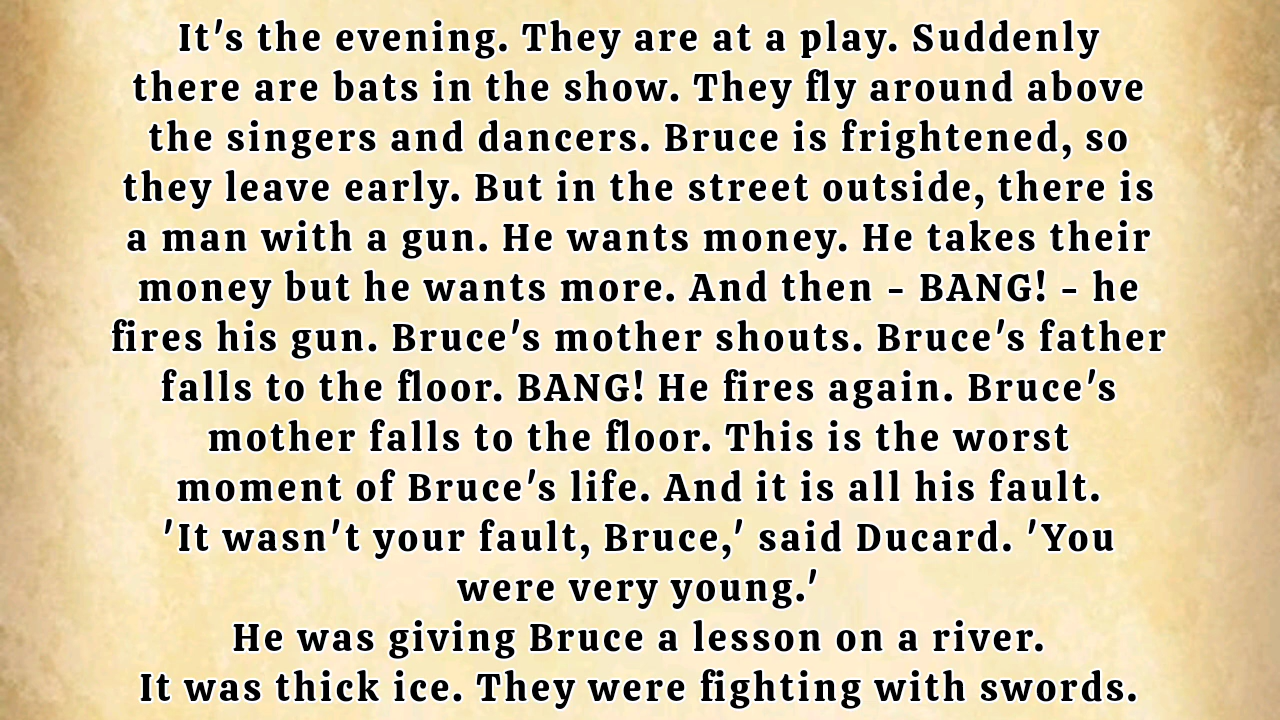 It's the evening. They are at a play. Suddenly
there are bats in the show. They fly around above
the singers and dancers. Bruce is frightened, so
they leave early. But in the street outside, there is
a man with a gun. He wants money. He takes their
money but he wants more. And then - BANG! - he
fires his gun. Bruce's mother shouts. Bruce's father
falls to the floor. BANG! He fires again. Bruce's
mother falls to the floor. This is the worst
moment of Bruce's life. And it is all his fault.
'It wasn't your fault, Bruce,' said Ducard. 'You
were very young.'
He was giving Bruce a lesson on a river.
It was thick ice. They were fighting with swords.